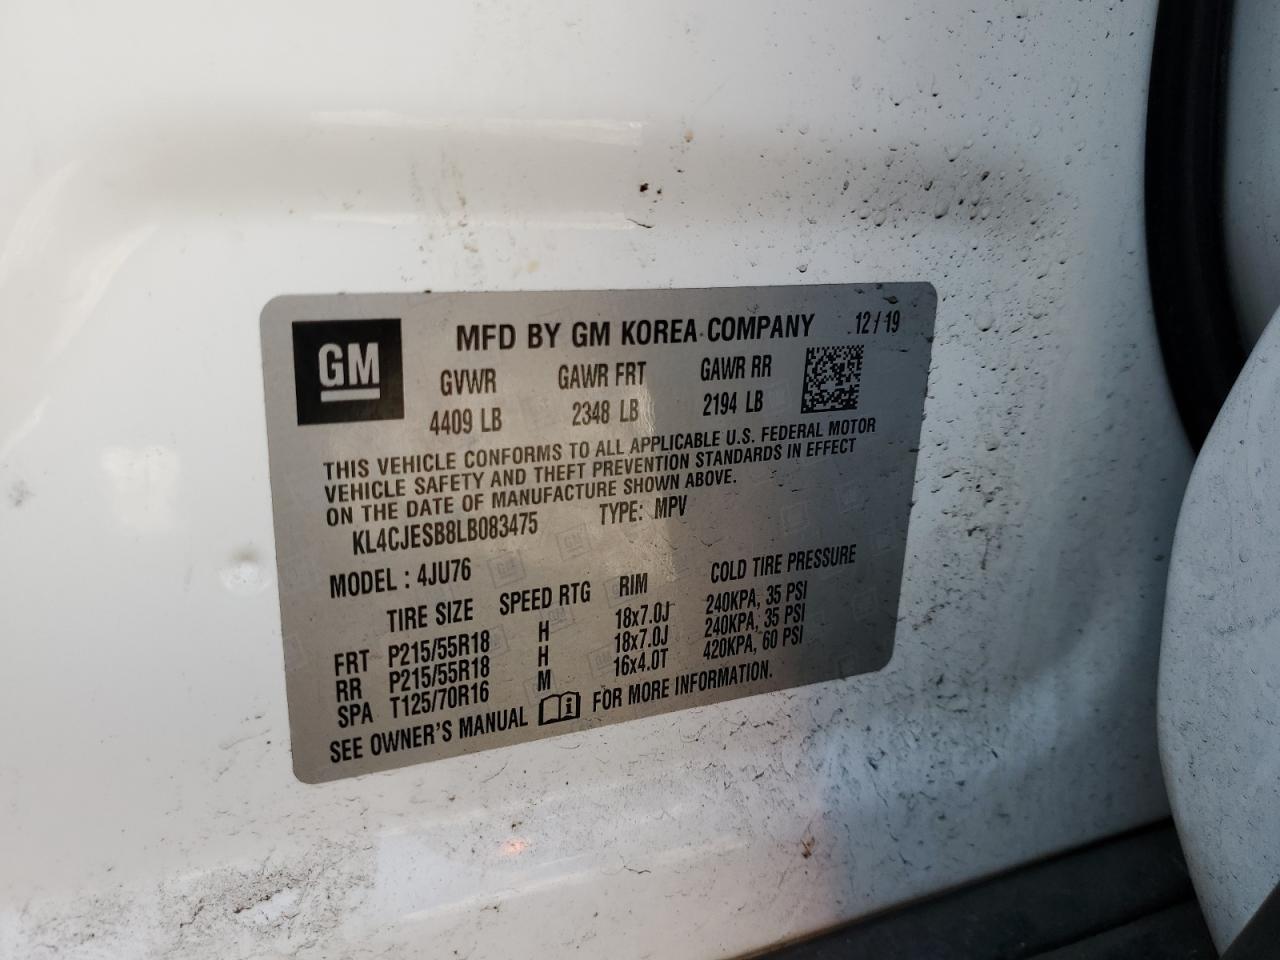 GM
MFD BY GM KOREA COMPANY 12/19
GVWR GAWR FRT GAWR RR
4409 LB 2348 LB 2194 LB
THIS VEHICLE CONFORMS TO ALL APPLICABLE U.S. FEDERAL MOTOR
VEHICLE SAFETY AND THEFT PREVENTION STANDARDS IN EFFECT
ON THE DATE OF MANUFACTURE SHOWN ABOVE.
KL4CJESB8LB083475 TYPE: MPV
MODEL : 4JU76
TIRE SIZE SPEED RTG RIM COLD TIRE PRESSURE
FRT P215/55R18 H 18x7.0J 240KPA, 35 PSI
RR P215/55R18 H 18x7.0J 240KPA, 35 PSI
SPA T125/70R16 M 16x4.0T 420KPA, 60 PSI
SEE OWNER'S MANUAL i FOR MORE INFORMATION.